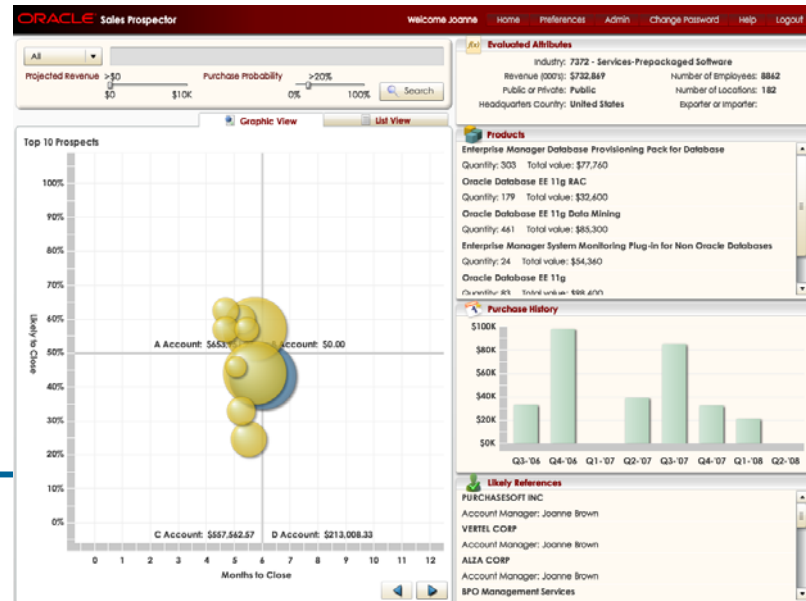 ORACLE Sales Prospector
Welcome Joanne Home Preferences Admin Change Password Help Logout
All
Projected Revenue >$0
$0 $10K
Purchase Probability >20%
0% 100%
Search
Graphic View List View
Top 10 Prospects
100%
90%
80%
70%
60%
50%
40%
30%
20%
10%
0%
Likely to Close
A Account: Account: $0.00
C Account: $557,562.57 D Account: $213,008.33
0 1 2 3 4 5 6 7 8 9 10 11 12
Months to Close
f(x) Evaluated Attributes
Industry: 7372 - Services-Prepackaged Software
Revenue (000's): $732,869 Number of Employees: 8862
Public or Private: Public Number of Locations: 182
Headquarters Country: United States Exporter or Importer:
Products
Enterprise Manager Database Provisioning Pack for Database
Quantity: 303 Total value: $77,760
Oracle Database EE 11g RAC
Quantity: 179 Total value: $32,600
Oracle Database EE 11g Data Mining
Quantity: 461 Total value: $85,300
Enterprise Manager System Monitoring Plug-in for Non Oracle Databases
Quantity: 24 Total value: $54,360
Oracle Database EE 11g
Quantity: 83 Total value: $98,400
Purchase History
$100K
$80K
$60K
$40K
$20K
$0K
Q3-'06 Q4-'06 Q1-'07 Q2-'07 Q3-'07 Q4-'07 Q1-'08 Q2-'08
Likely References
PURCHASESOFT INC
Account Manager: Joanne Brown
VERTEL CORP
Account Manager: Joanne Brown
ALZA CORP
Account Manager: Joanne Brown
BPO Management Services